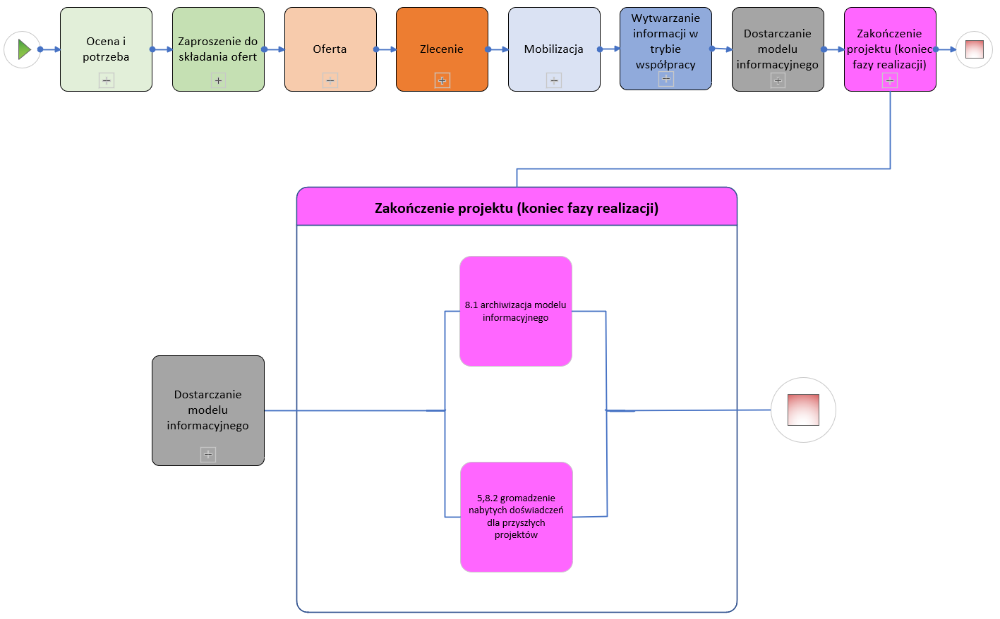 Ocena i
potrzeba
Zaproszenie do
składania ofert
Oferta
Zlecenie
Mobilizacja
Wytwarzanie
informacji w
trybie
współpracy
Dostarczanie
modelu
informacyjnego
Zakończenie
projektu (koniec
fazy realizacji)
Zakończenie projektu (koniec fazy realizacji)
8.1 archiwizacja modelu
informacyjnego
Dostarczanie
modelu
informacyjnego
5,8.2 gromadzenie
nabytych doświadczeń
dla przyszłych
projektów